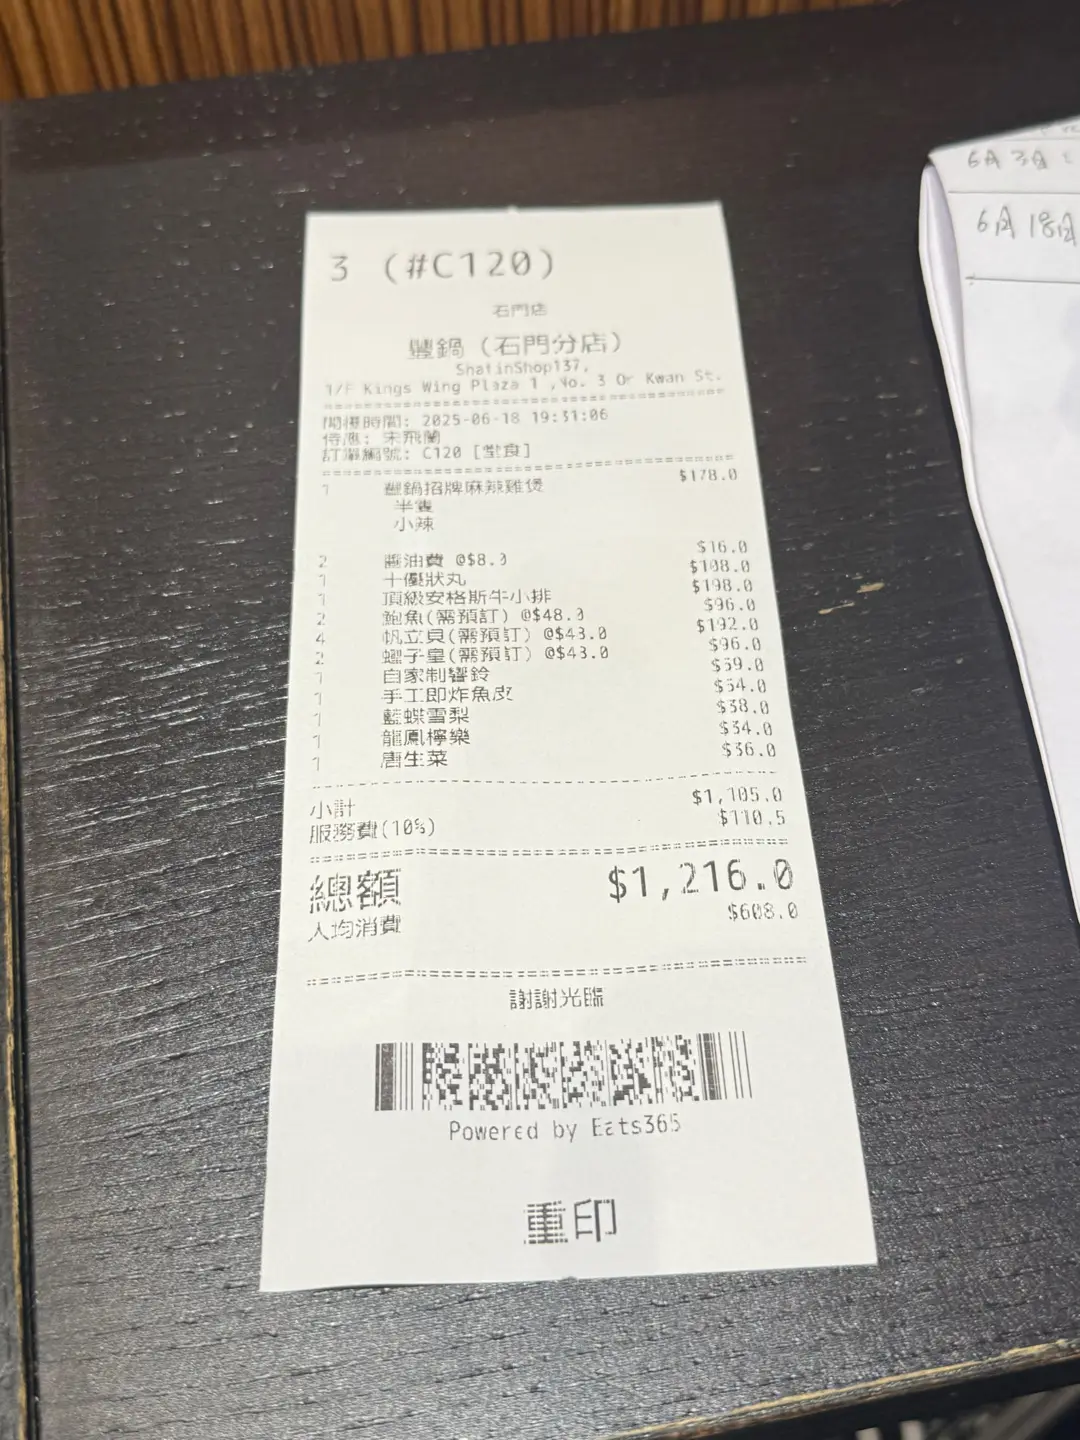 3 (#C120)
石門店
豐鍋 (石門分店)
ShatinShop137,
1/F Kings Wing Plaza 1 ,No. 3 On Kwan St.
開檯時間: 2025-06-18 19:31:06
侍應: 宋飛蘭
訂單編號: C120 [堂食]
1 豐鍋招牌麻辣雞煲 $178.0
半隻
小辣
2 醬油費 @$8.0 $16.0
1 十優狀丸 $108.0
1 頂級安格斯牛小排 $198.0
2 鮑魚(需預訂) @$48.0 $96.0
4 帆立貝(需預訂) @$48.0 $192.0
2 蟶子皇(需預訂) @$48.0 $96.0
1 自家制響鈴 $59.0
1 手工即炸魚皮 $54.0
1 藍蝶雪梨 $38.0
1 龍鳳檸樂 $34.0
1 唐生菜 $36.0
小計 $1,105.0
服務費(10%) $110.5
總額 $1,216.0
人均消費 $608.0
謝謝光臨
Powered by Eats365
重印
6月 3日
6月 18日